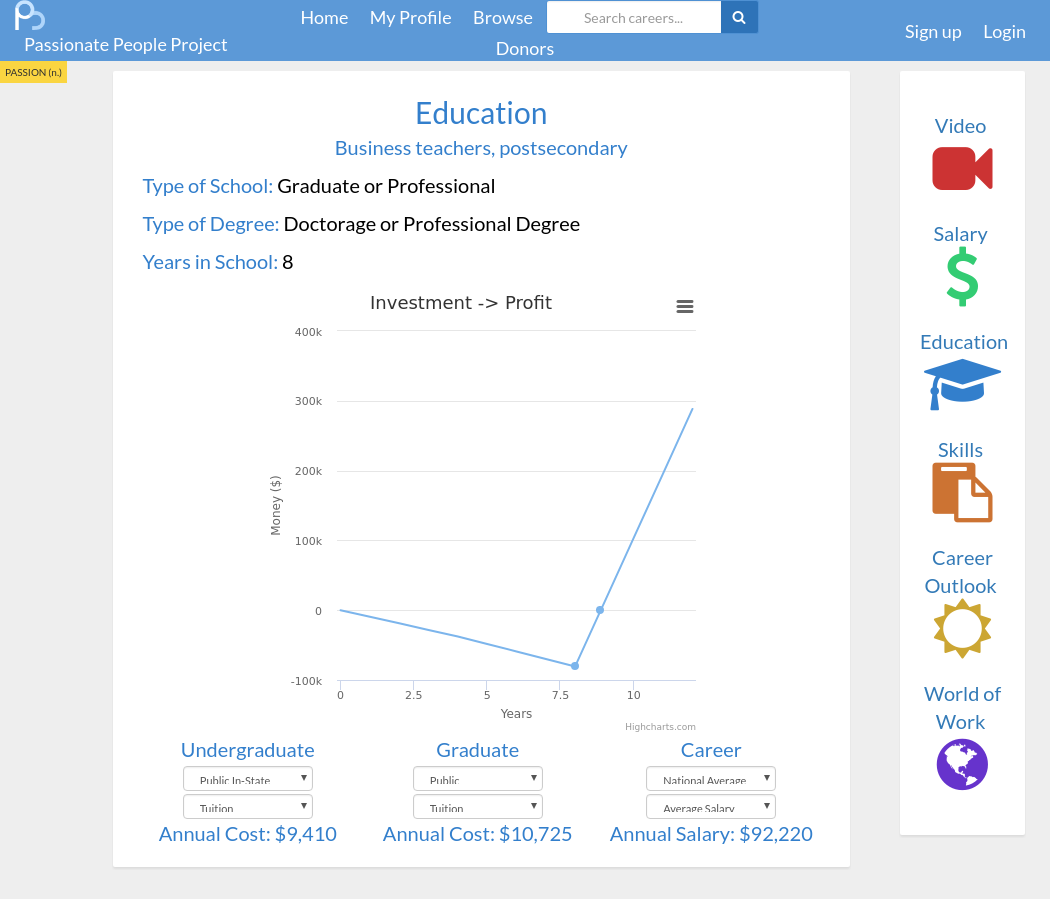 Passionate People Project
Home
My Profile
Browse
Search careers...
Donors
Sign up
Login
PASSION (n.)
Education
Business teachers, postsecondary
Type of School: Graduate or Professional
Type of Degree: Doctorage or Professional Degree
Years in School: 8
Investment -> Profit
400k
300k
200k
100k
0
-100k
Money ($)
0
2.5
5
7.5
10
Years
Highcharts.com
Undergraduate
Public In-State
Tuition
Annual Cost: $9,410
Graduate
Public
Tuition
Annual Cost: $10,725
Career
National Average
Average Salary
Annual Salary: $92,220
Video
Salary
Education
Skills
Career
Outlook
World of
Work